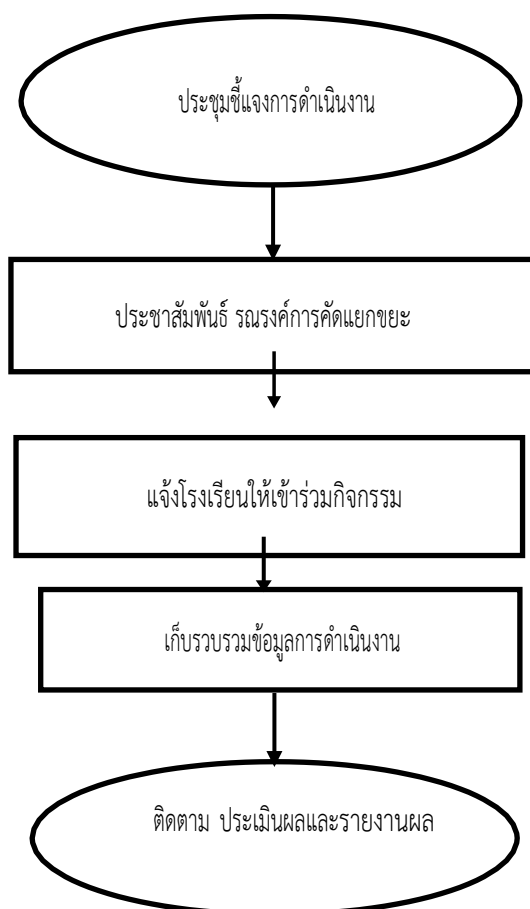 ประชุมชี้แจงการดำเนินงาน
ประชาสัมพันธ์ รณรงค์การคัดแยกขยะ
แจ้งโรงเรียนให้เข้าร่วมกิจกรรม
เก็บรวบรวมข้อมูลการดำเนินงาน
ติดตาม ประเมินผลและรายงานผล